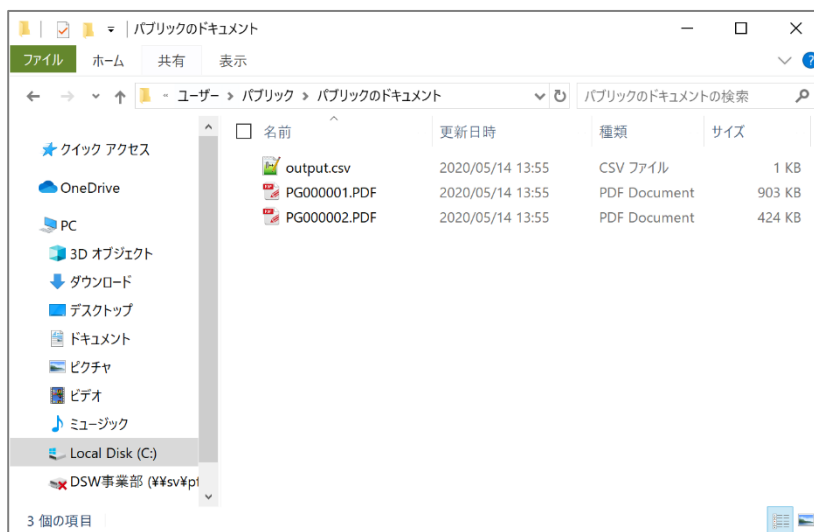 パブリックのドキュメント
ファイル ホーム 共有 表示
« ユーザー > パブリック > パブリックのドキュメント パブリックのドキュメントの検索
名前 更新日時 種類 サイズ
クイック アクセス
output.csv 2020/05/14 13:55 CSV ファイル 1 KB
OneDrive
PG000001.PDF 2020/05/14 13:55 PDF Document 903 KB
PG000002.PDF 2020/05/14 13:55 PDF Document 424 KB
PC
3D オブジェクト
ダウンロード
デスクトップ
ドキュメント
ピクチャ
ビデオ
ミュージック
Local Disk (C:)
DSW事業部 (¥¥sv¥pf
3 個の項目